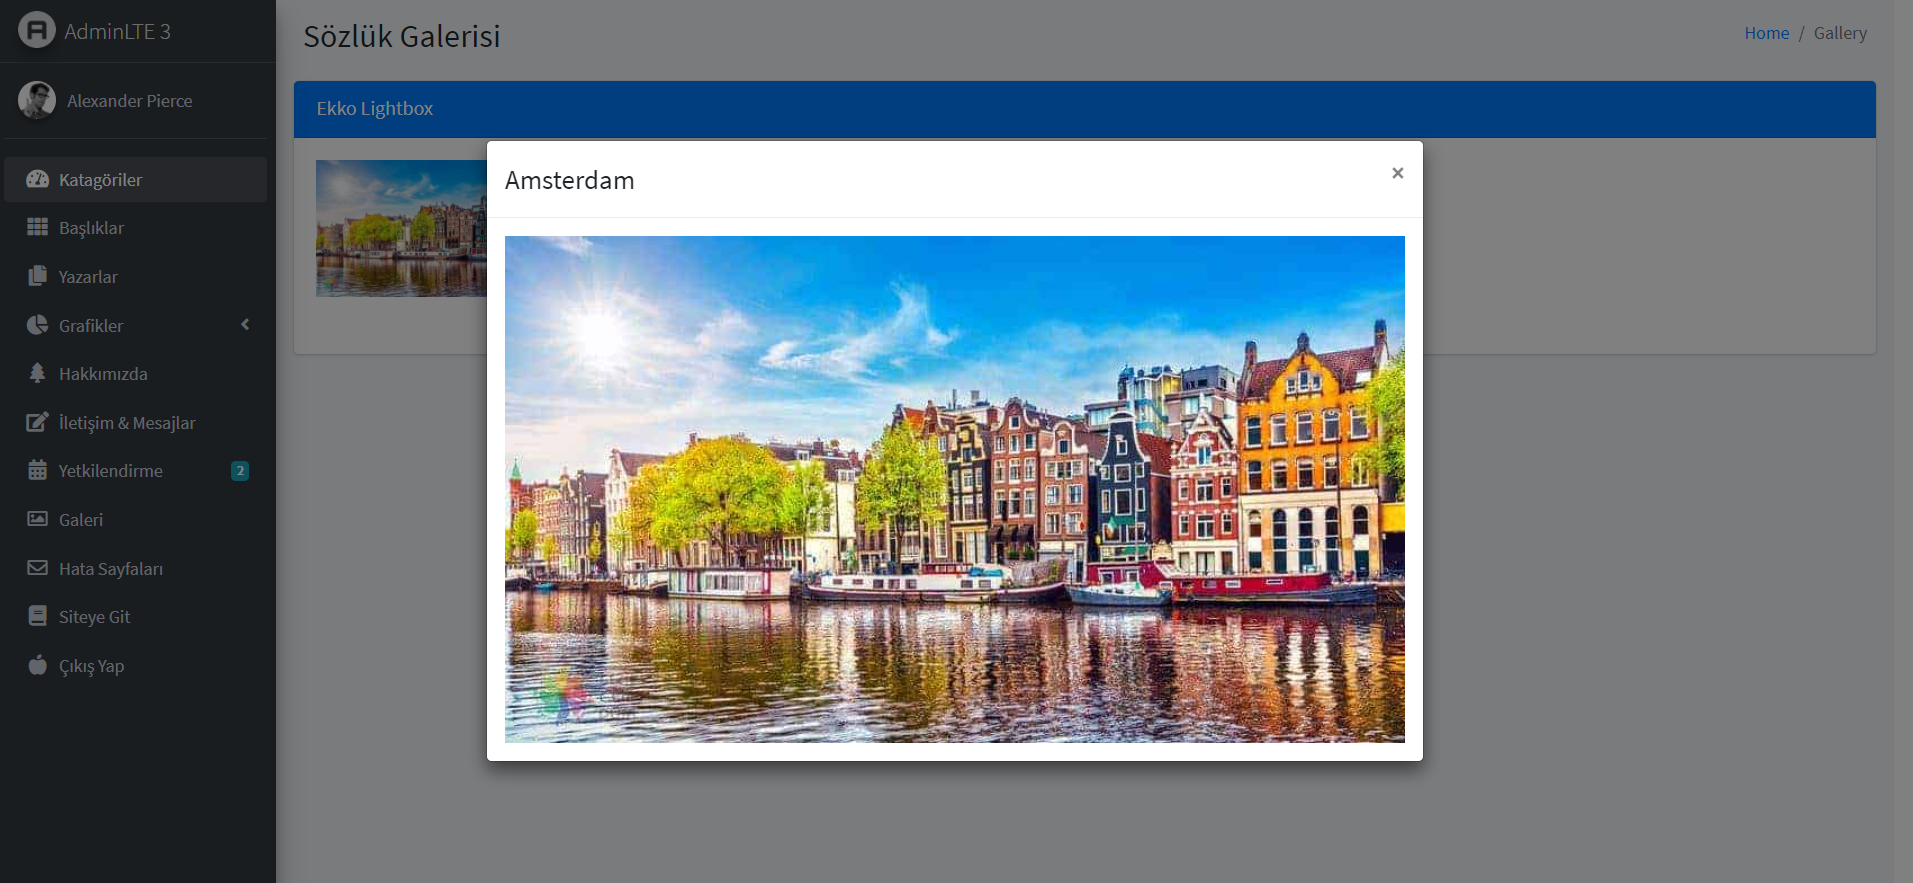 AdminLTE 3
Alexander Pierce
Katagöriler
Başlıklar
Yazarlar
Grafikler
Hakkımızda
İletişim & Mesajlar
Yetkilendirme 2
Galeri
Hata Sayfaları
Siteye Git
Çıkış Yap
Sözlük Galerisi
Home / Gallery
Ekko Lightbox
Amsterdam
×